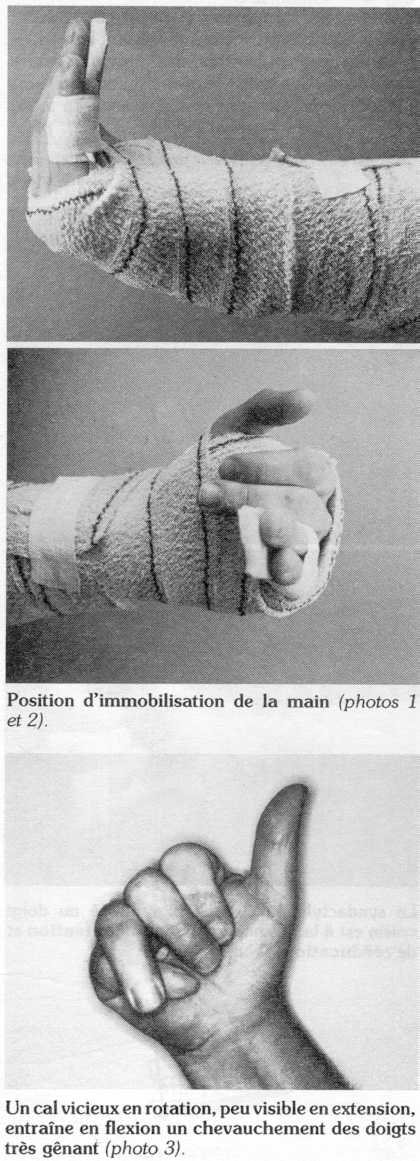 Position d'immobilisation de la main (photos 1
et 2).
Un cal vicieux en rotation, peu visible en extension,
entraîne en flexion un chevauchement des doigts
très gênant (photo 3).